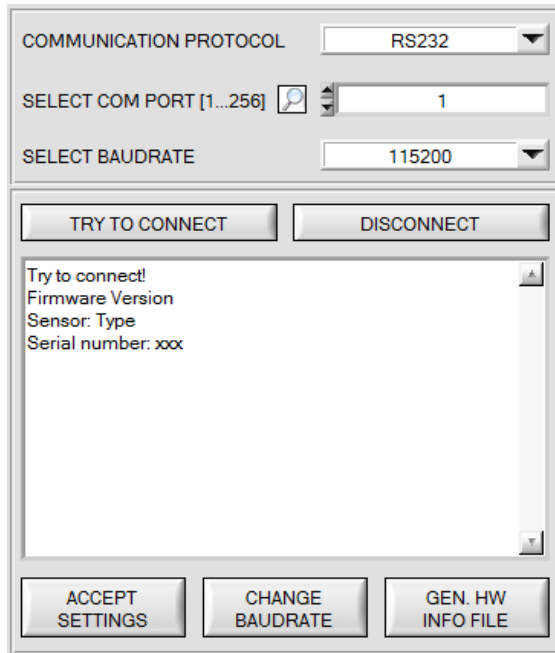 COMMUNICATION PROTOCOL RS232
SELECT COM PORT [1...256] 1
SELECT BAUDRATE 115200
TRY TO CONNECT DISCONNECT
Try to connect!
Firmware Version
Sensor: Type
Serial number: xxx
ACCEPT SETTINGS
CHANGE BAUDRATE
GEN. HW INFO FILE